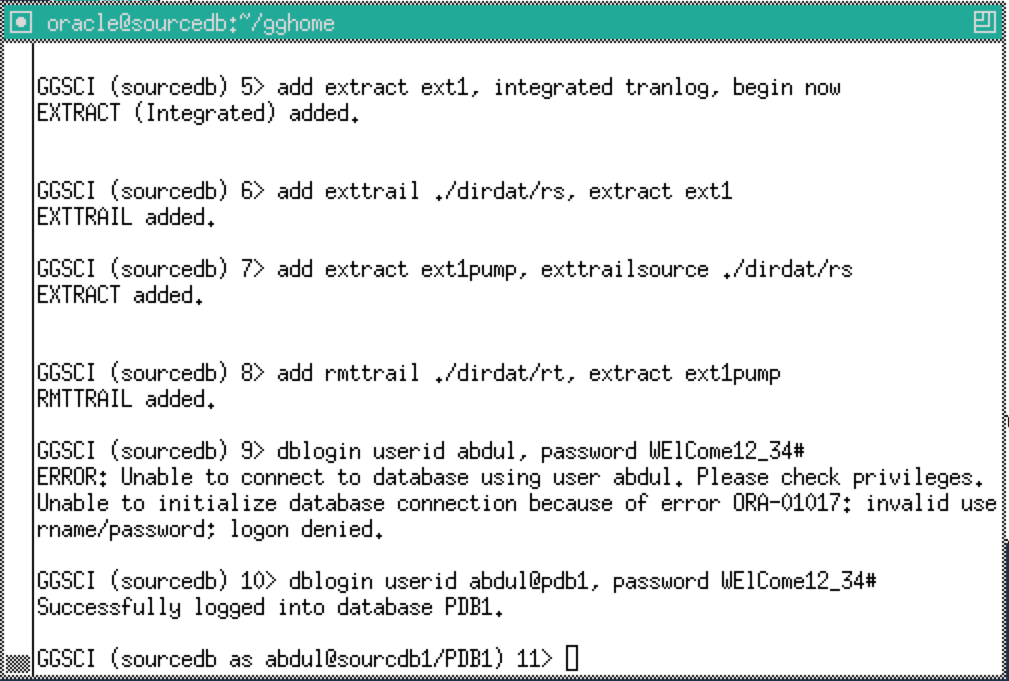 oracle@sourcedb:~/gghome
GGSCI (sourcedb) 5> add extract ext1, integrated tranlog, begin now
EXTRACT (Integrated) added.
GGSCI (sourcedb) 6> add exttrail ./dirdat/rs, extract ext1
EXTTRAIL added.
GGSCI (sourcedb) 7> add extract ext1pump, exttrailsource ./dirdat/rs
EXTRACT added.
GGSCI (sourcedb) 8> add rmttrail ./dirdat/rt, extract ext1pump
RMTTRAIL added.
GGSCI (sourcedb) 9> dblogin userid abdul, password WElCome12_34#
ERROR: Unable to connect to database using user abdul. Please check privileges.
Unable to initialize database connection because of error ORA-01017: invalid use
rname/password; logon denied.
GGSCI (sourcedb) 10> dblogin userid abdul@pdb1, password WElCome12_34#
Successfully logged into database PDB1.
GGSCI (sourcedb as abdul@sourcdb1/PDB1) 11>